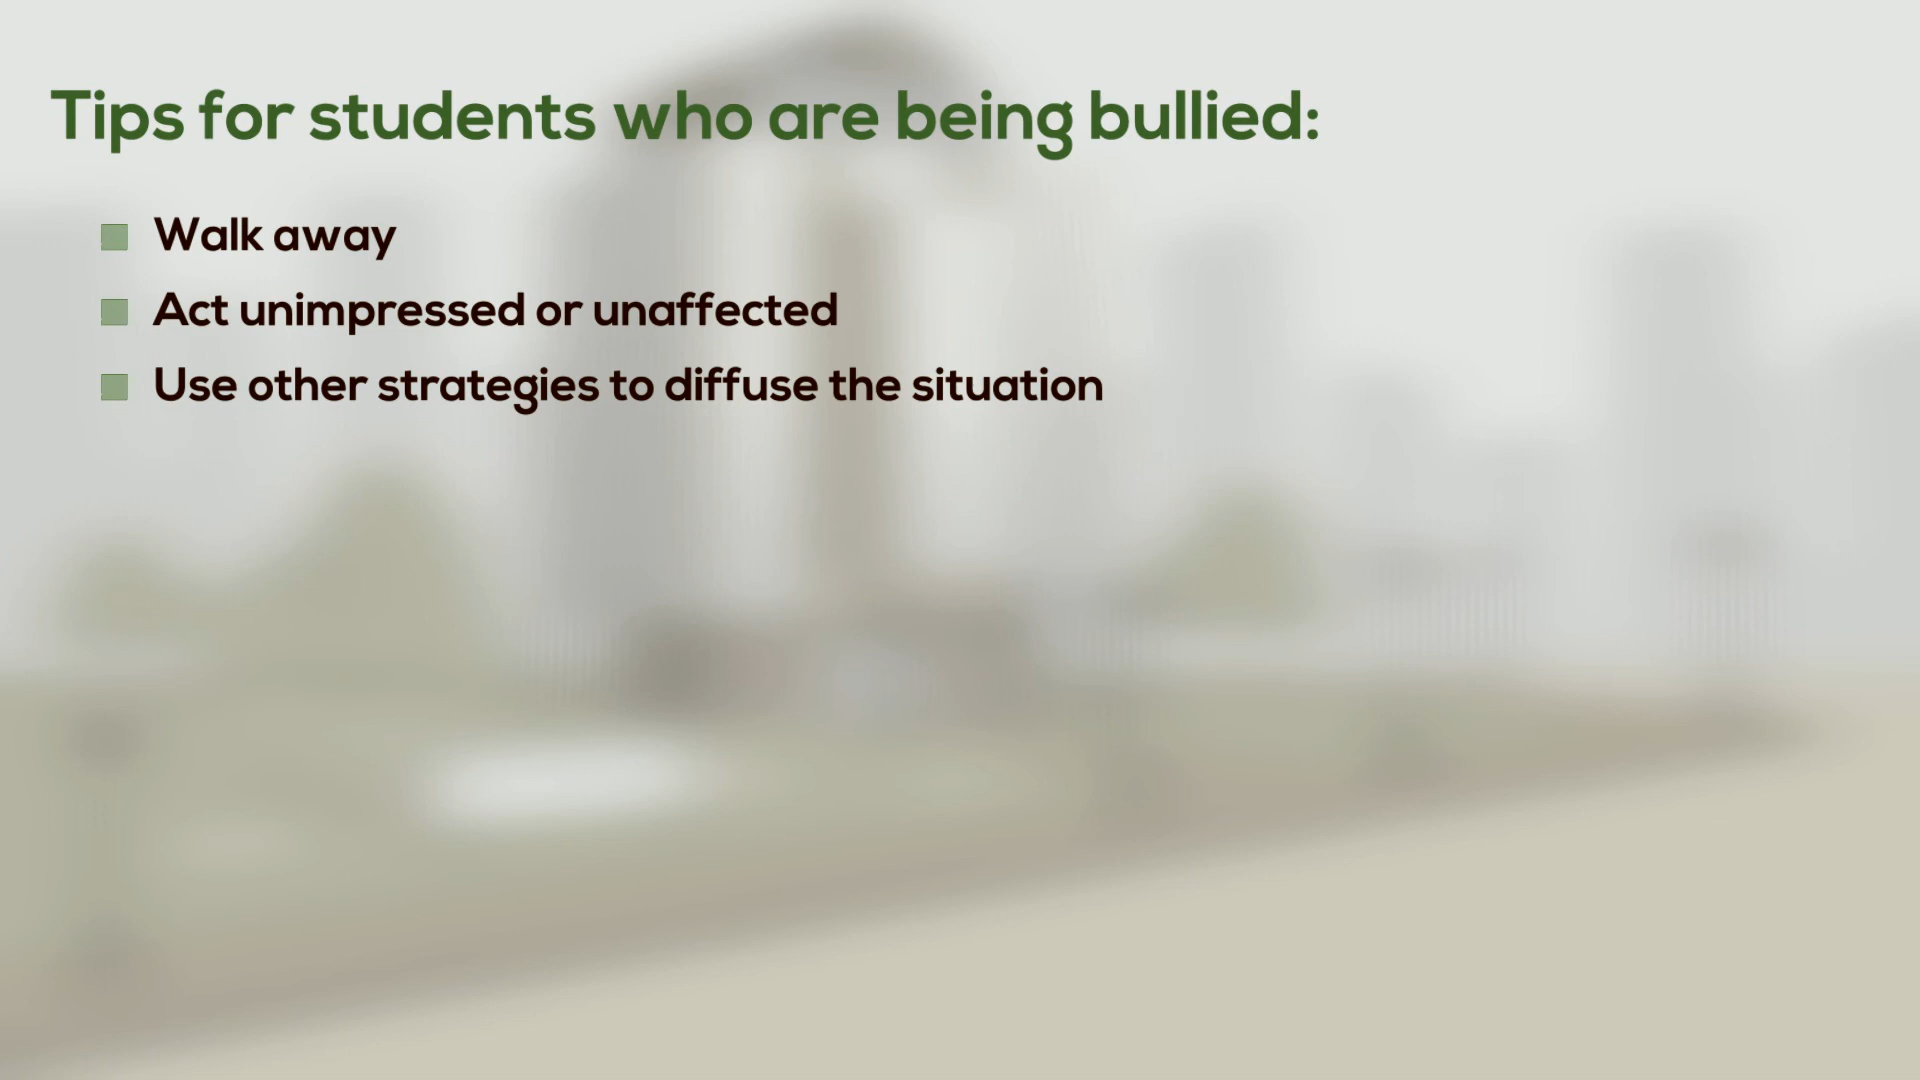 Tips for students who are being bullied:
Walk away
Act unimpressed or unaffected
Use other strategies to diffuse the situation